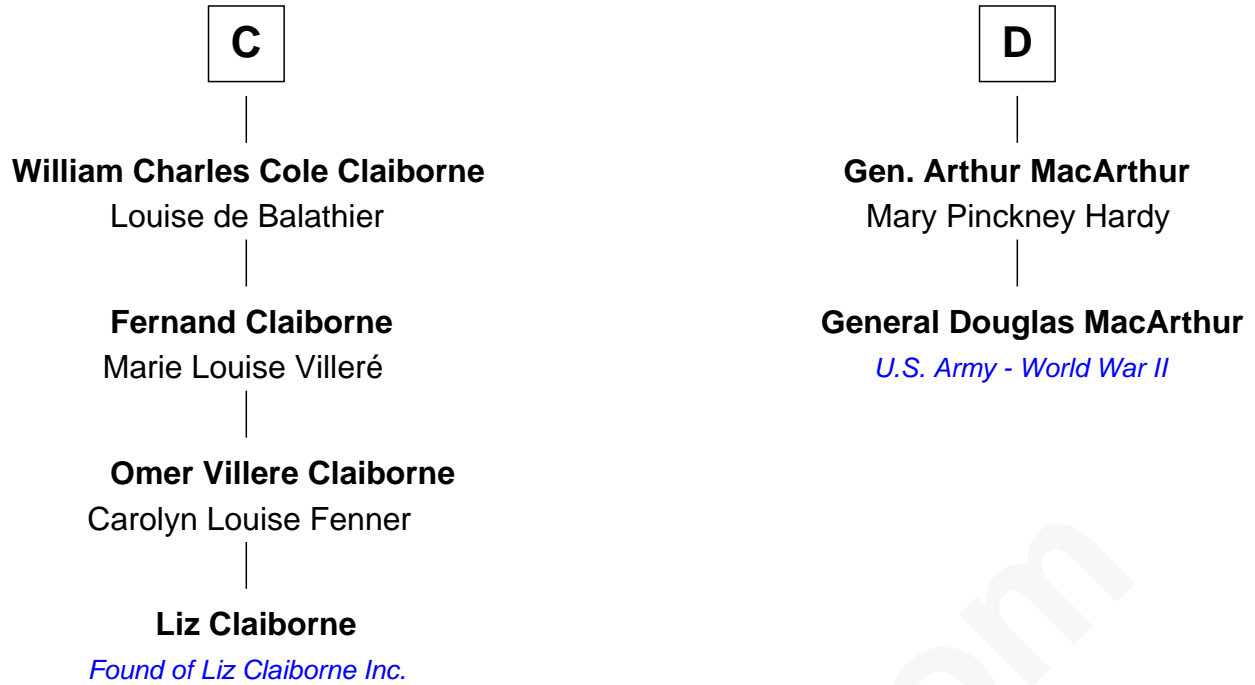 C
William Charles Cole Claiborne
Louise de Balathier
Fernand Claiborne
Marie Louise Villeré
Omer Villere Claiborne
Carolyn Louise Fenner
Liz Claiborne
Found of Liz Claiborne Inc.
D
Gen. Arthur MacArthur
Mary Pinckney Hardy
General Douglas MacArthur
U.S. Army - World War II
om